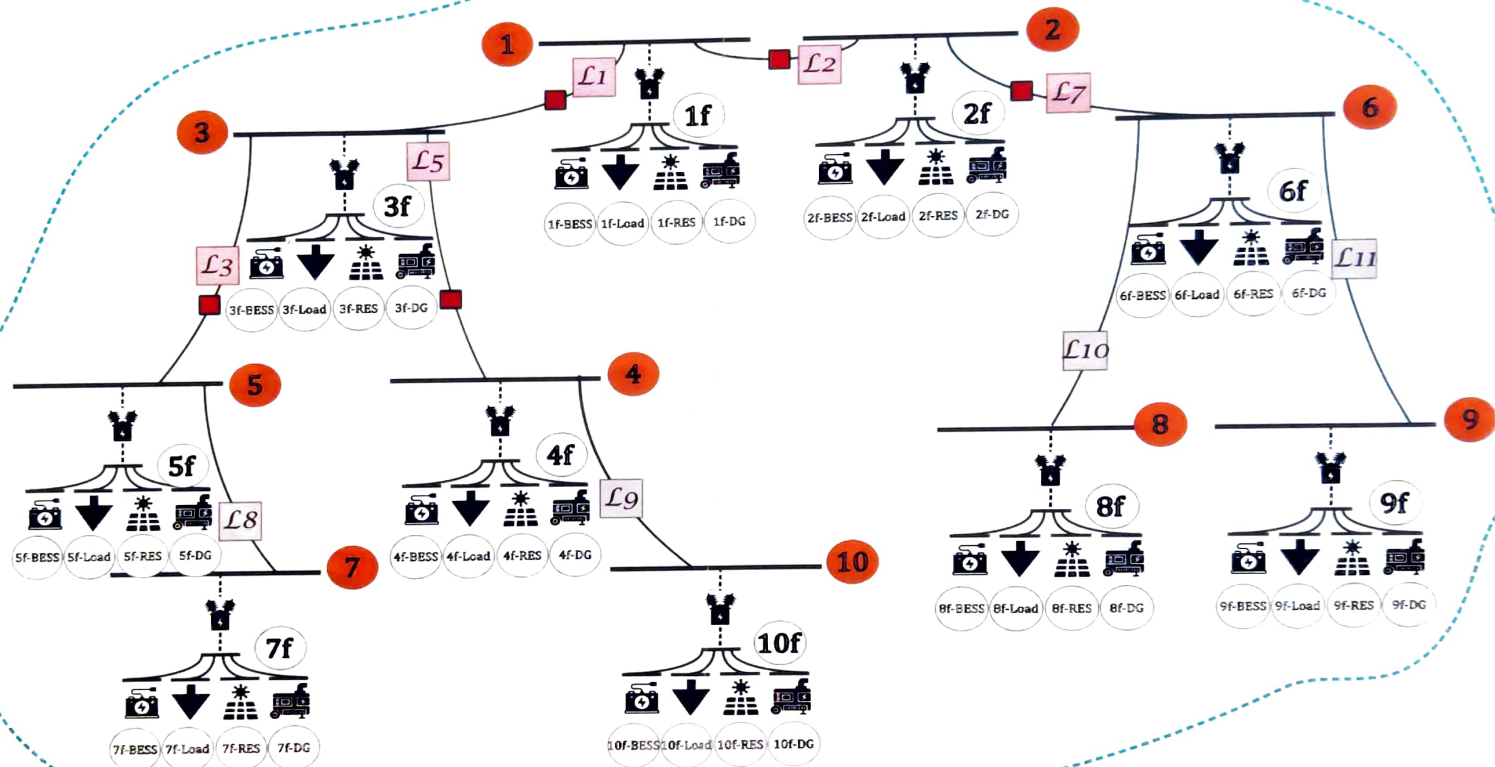 1
2
L1
L2
L7
6
3
1f
2f
L5
3f
6f
1f-BESS 1f-Load 1f-RES 1f-DG
2f-BESS 2f-Load 2f-RES 2f-DG
L3
L11
3f-BESS 3f-Load 3f-RES 3f-DG
6f-BESS 6f-Load 6f-RES 6f-DG
L10
5
4
8
9
5f
4f
L8
L9
8f
9f
5f-BESS 5f-Load 5f-RES 5f-DG
4f-BESS 4f-Load 4f-RES 4f-DG
7
10
8f-BESS 8f-Load 8f-RES 8f-DG
9f-BESS 9f-Load 9f-RES 9f-DG
7f
10f
7f-BESS 7f-Load 7f-RES 7f-DG
10f-BESS 10f-Load 10f-RES 10f-DG